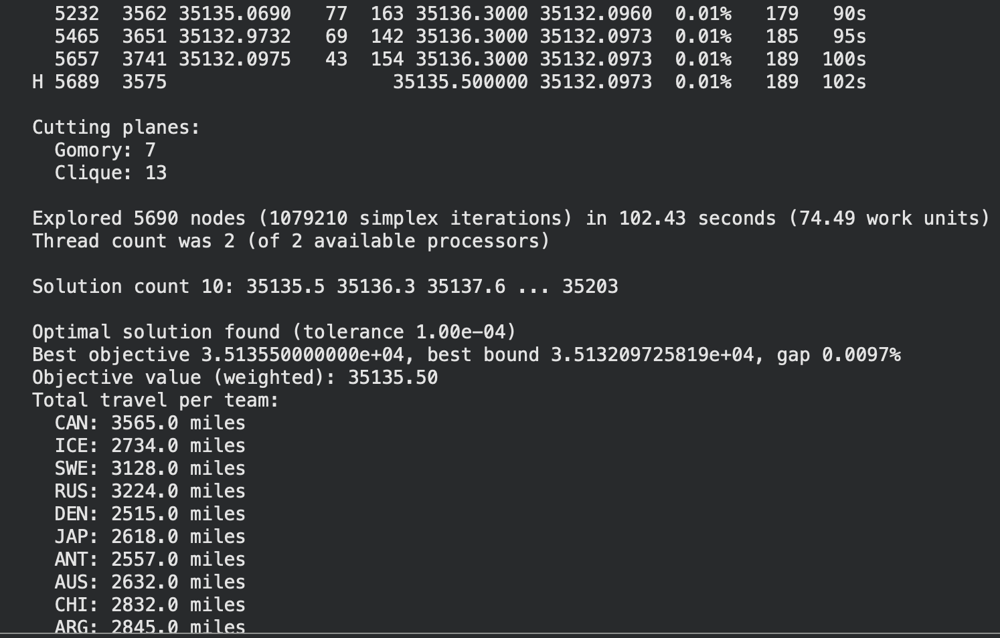 5232 3562 35135.0690 77 163 35136.3000 35132.0960 0.01% 179 90s
5465 3651 35132.9732 69 142 35136.3000 35132.0973 0.01% 185 95s
5657 3741 35132.0975 43 154 35136.3000 35132.0973 0.01% 189 100s
H 5689 3575 35135.500000 35132.0973 0.01% 189 102s
Cutting planes:
Gomory: 7
Clique: 13
Explored 5690 nodes (1079210 simplex iterations) in 102.43 seconds (74.49 work units)
Thread count was 2 (of 2 available processors)
Solution count 10: 35135.5 35136.3 35137.6 ... 35203
Optimal solution found (tolerance 1.00e-04)
Best objective 3.513550000000e+04, best bound 3.513209725819e+04, gap 0.0097%
Objective value (weighted): 35135.50
Total travel per team:
CAN: 3565.0 miles
ICE: 2734.0 miles
SWE: 3128.0 miles
RUS: 3224.0 miles
DEN: 2515.0 miles
JAP: 2618.0 miles
ANT: 2557.0 miles
AUS: 2632.0 miles
CHI: 2832.0 miles
ARG: 2845.0 miles